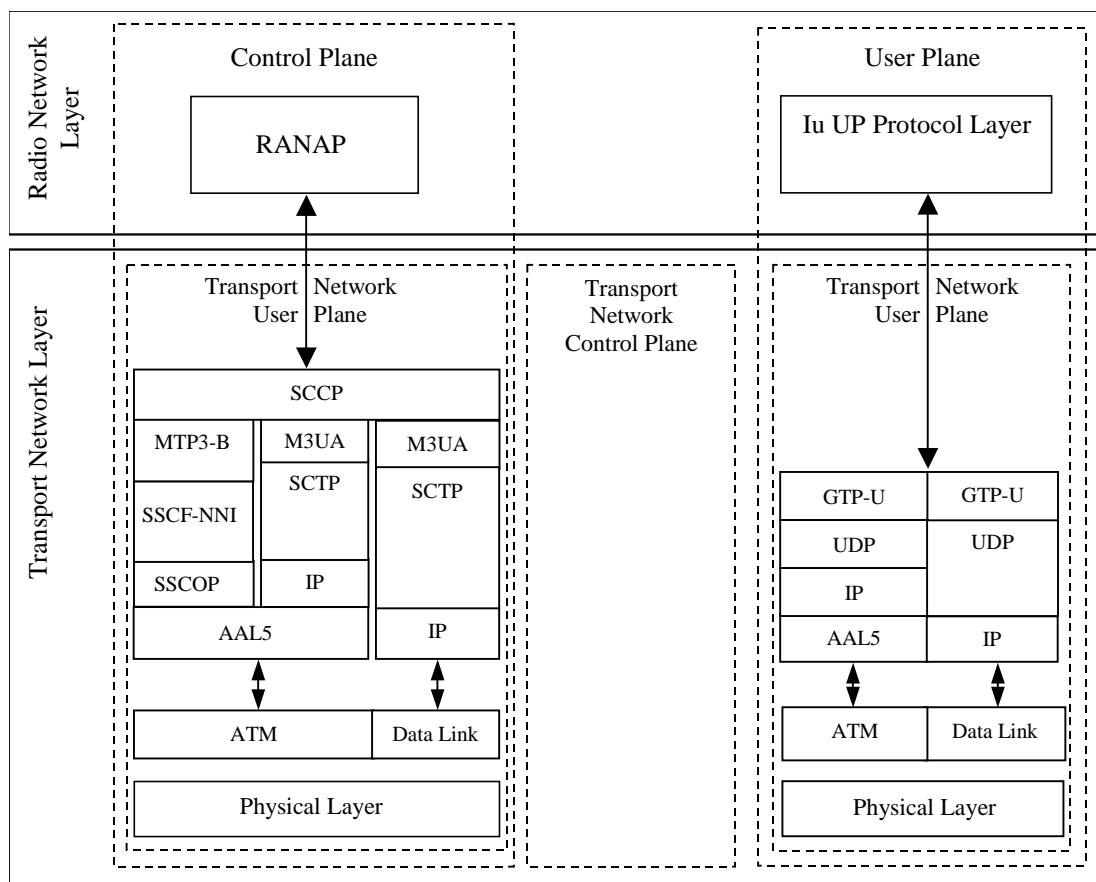 Radio Network
Layer
Control Plane
User Plane
RANAP
Iu UP Protocol Layer
Transport Network Layer
Transport Network
User Plane
Transport
Network
Control Plane
Transport Network
User Plane
SCCP
MTP3-B
M3UA
M3UA
SCTP
SCTP
SSCF-NNI
SSCOP
IP
AAL5
IP
ATM
Data Link
Physical Layer
GTP-U
GTP-U
UDP
UDP
IP
AAL5
IP
ATM
Data Link
Physical Layer